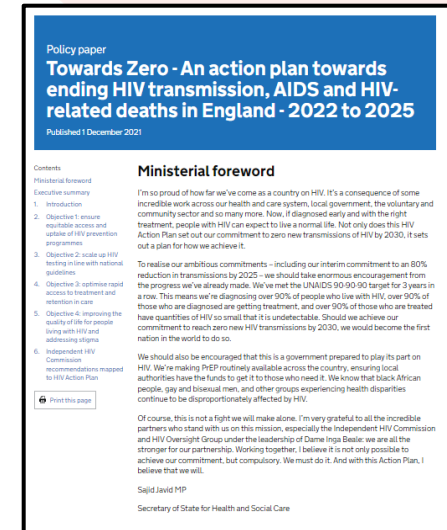 Policy paper
Towards Zero - An action plan towards
ending HIV transmission, AIDS and HIV-
related deaths in England - 2022 to 2025
Published 1 December 2021
Contents
Ministerial foreword
Executive summary
1. Introduction
2. Objective 1: ensure
equitable access and
uptake of HIV prevention
programmes
3. Objective 2: scale up HIV
testing in line with national
guidelines
4. Objective 3: optimise rapid
access to treatment and
retention in care
5. Objective 4: improving the
quality of life for people
living with HIV and
addressing stigma
6. Independent HIV
Commission
recommendations mapped
to HIV Action Plan
Print this page
Ministerial foreword
I'm so proud of how far we've come as a country on HIV. It's a consequence of some
incredible work across our health and care system, local government, the voluntary and
community sector and so many more. Now, if diagnosed early and with the right
treatment, people with HIV can expect to live a normal life. Not only does this HIV
Action Plan set out our commitment to zero new transmissions of HIV by 2030, it sets
out a plan for how we achieve it.
To realise our ambitious commitments – including our interim commitment to an 80%
reduction in transmissions by 2025 – we should take enormous encouragement from
the progress we've already made. We've met the UNAIDS 90-90-90 target for 3 years in
a row. This means we're diagnosing over 90% of people who live with HIV, over 90% of
those who are diagnosed are getting treatment, and over 90% of those who are treated
have quantities of HIV so small that it is undetectable. Should we achieve our
commitment to reach zero new HIV transmissions by 2030, we would become the first
nation in the world to do so.
We should also be encouraged that this is a government prepared to play its part on
HIV. We're making PrEP routinely available across the country, ensuring local
authorities have the funds to get it to those who need it. We know that black African
people, gay and bisexual men, and other groups experiencing health disparities
continue to be disproportionately affected by HIV.
Of course, this is not a fight we will make alone. I'm very grateful to all the incredible
partners who stand with us on this mission, especially the Independent HIV Commission
and HIV Oversight Group under the leadership of Dame Inga Beale: we are all the
stronger for our partnership. Working together, I believe it is not only possible to
achieve our commitment, but compulsory. We must do it. And with this Action Plan, I
believe that we will.
Sajid Javid MP
Secretary of State for Health and Social Care